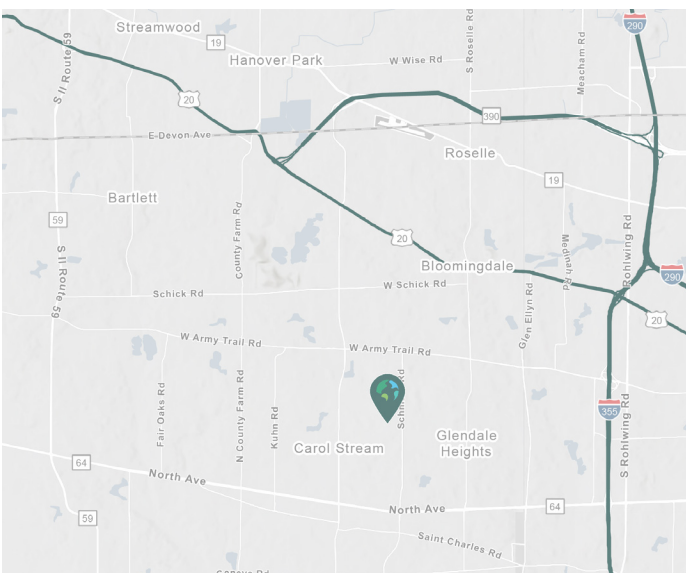 Streamwood
S Il Route 59
19
Hanover Park
W Wise Rd
S Roselle Rd
Meacham Rd
290
20
390
E Devon Ave
Roselle
19
Bartlett
59
County Farm Rd
20
Bloomingdale
Medinah Rd
Rohlwing Rd
290
S Il Route 59
Schick Rd
W Schick Rd
Glen Ellyn Rd
20
W Army Trail Rd
W Army Trail Rd
Fair Oaks Rd
N County Farm Rd
Kuhn Rd
Rd
355
S Rohlwing Rd
Carol Stream
Glendale
Heights
64
North Ave
North Ave
64
59
Saint Charles Rd